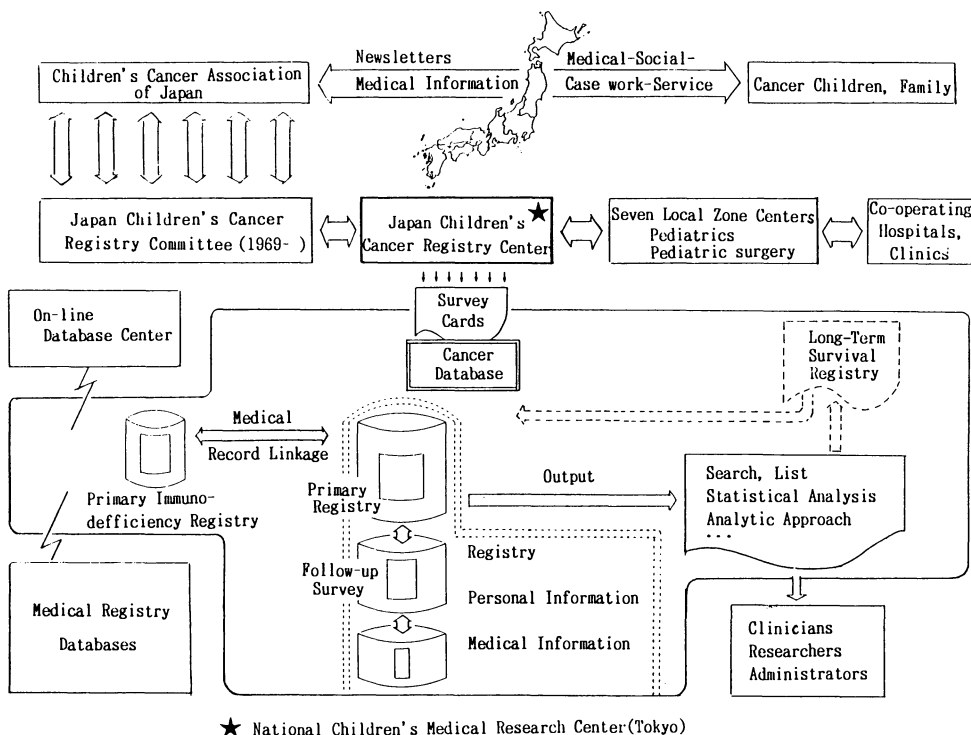 Newsletters
Medical Information
Medical-Social-
Case work-Service
Children's Cancer Association
of Japan
Cancer Children, Family
Japan Children's Cancer
Registry Committee (1969- )
Japan Children's ★
Cancer Registry Center
Seven Local Zone Centers
Pediatrics
Pediatric surgery
Co-operating
Hospitals,
Clinics
Survey
Cards
Cancer
Database
On-line
Database Center
Long-Term
Survival
Registry
Medical
Record Linkage
Primary Immuno-
defficiency Registry
Primary
Registry
Output
Search, List
Statistical Analysis
Analytic Approach
...
Follow-up
Survey
Registry
Personal Information
Medical Information
Medical Registry
Databases
Clinicians
Researchers
Administrators
★ National Children's Medical Research Center(Tokyo)